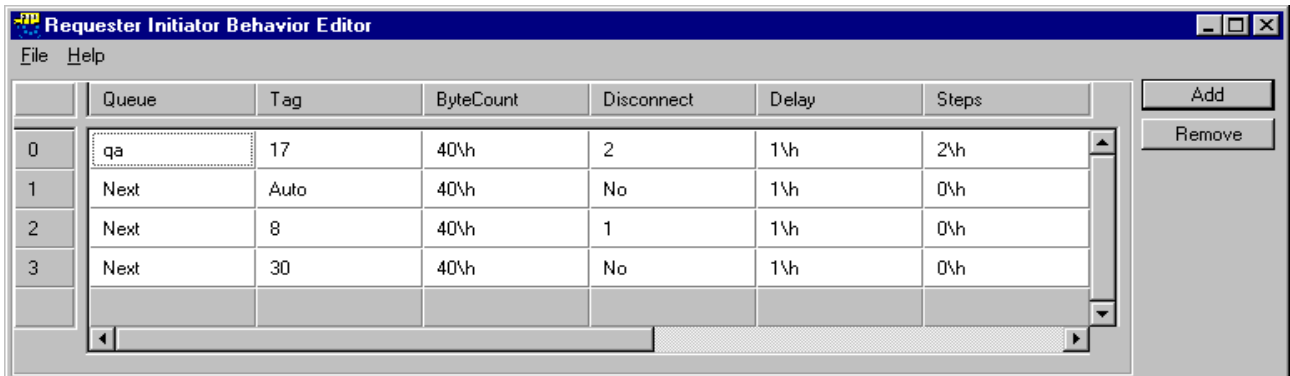 Requester Initiator Behavior Editor
File Help
Queue Tag ByteCount Disconnect Delay Steps Add
0 qa 17 40\h 2 1\h 2\h Remove
1 Next Auto 40\h No 1\h 0\h
2 Next 8 40\h 1 1\h 0\h
3 Next 30 40\h No 1\h 0\h